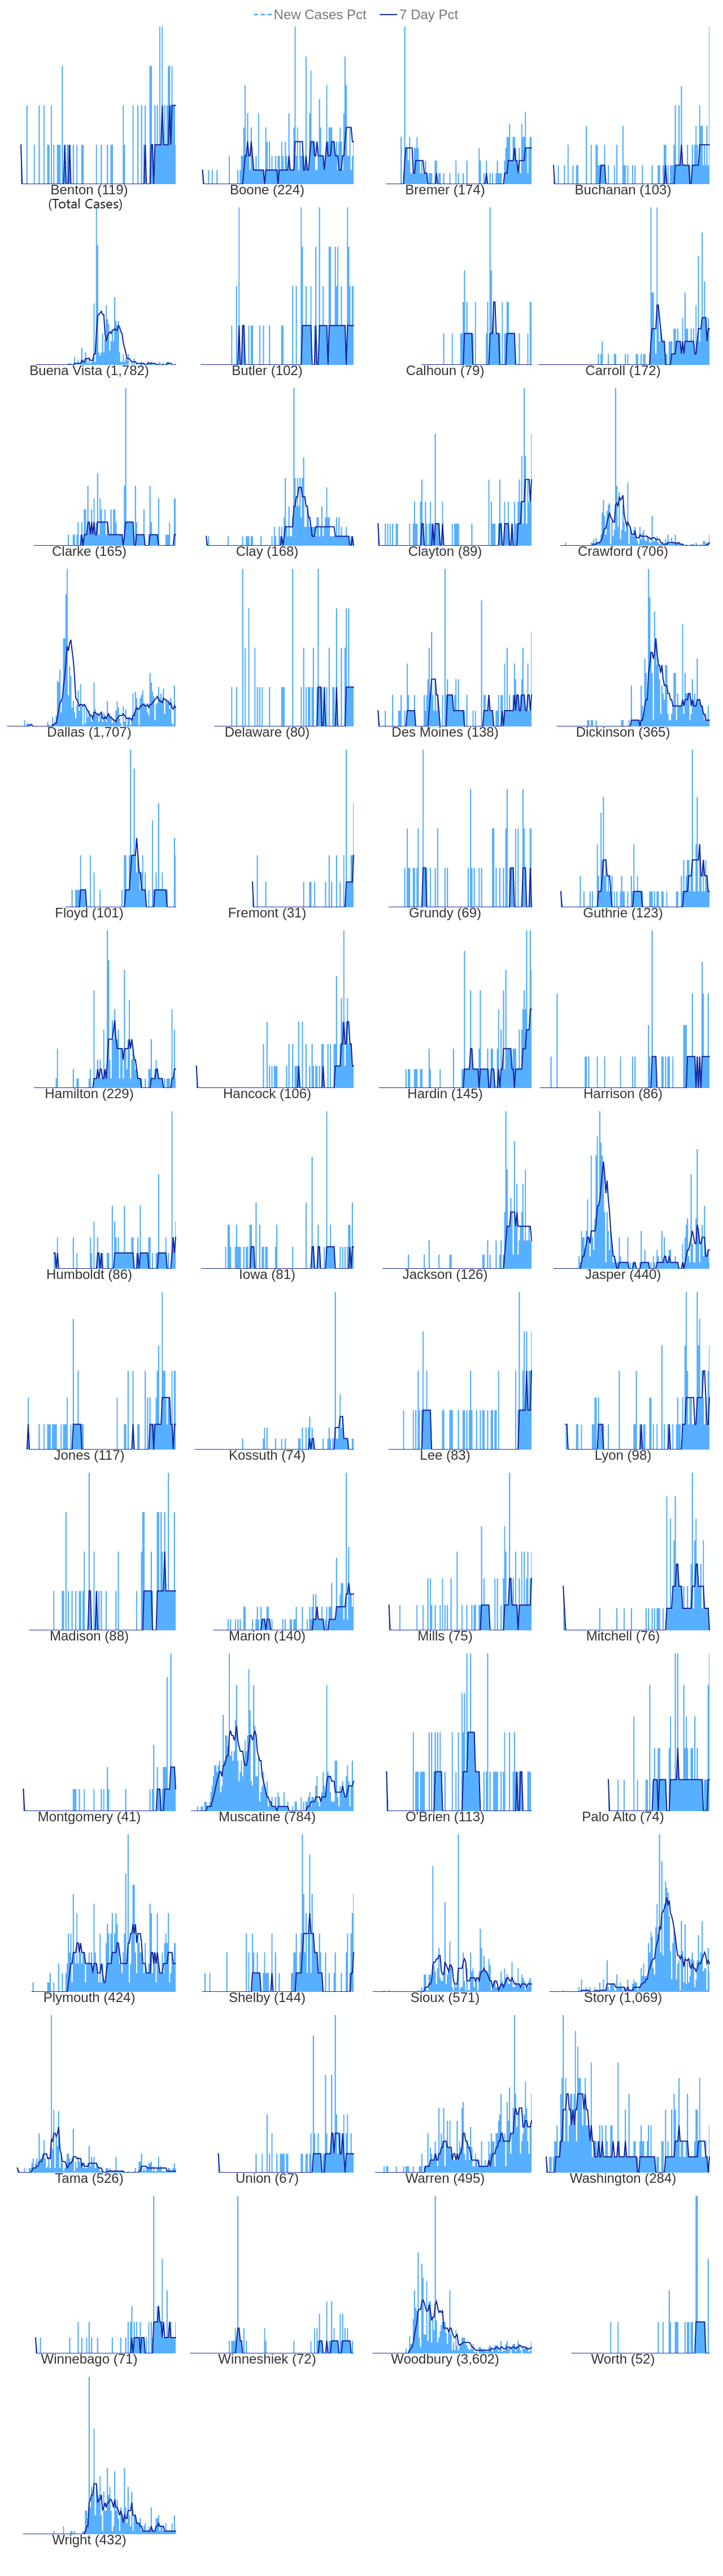 New Cases Pct 7 Day Pct
Benton (119) Boone (224) Bremer (174) Buchanan (103)
(Total Cases)
Buena Vista (1,782) Butler (102) Calhoun (79) Carroll (172)
Clarke (165) Clay (168) Clayton (89) Crawford (706)
Dallas (1,707) Delaware (80) Des Moines (138) Dickinson (365)
Floyd (101) Fremont (31) Grundy (69) Guthrie (123)
Hamilton (229) Hancock (106) Hardin (145) Harrison (86)
Humboldt (86) Iowa (81) Jackson (126) Jasper (440)
Jones (117) Kossuth (74) Lee (83) Lyon (98)
Madison (88) Marion (140) Mills (75) Mitchell (76)
Montgomery (41) Muscatine (784) O'Brien (113) Palo Alto (74)
Plymouth (424) Shelby (144) Sioux (571) Story (1,069)
Tama (526) Union (67) Warren (495) Washington (284)
Winnebago (71) Winneshiek (72) Woodbury (3,602) Worth (52)
Wright (432)